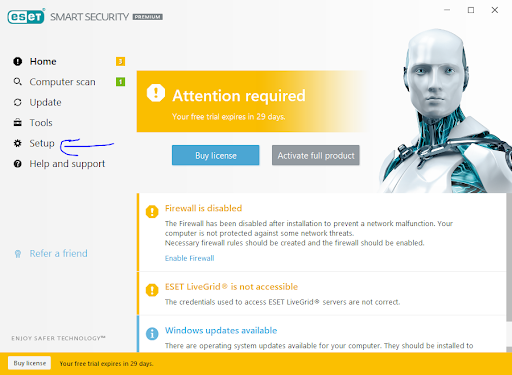 eset SMART SECURITY PREMIUM
Home 3
Computer scan 1
Update
Tools
Setup
Help and support
Refer a friend
ENJOY SAFER TECHNOLOGY™
Attention required
Your free trial expires in 29 days.
Buy license
Activate full product
Firewall is disabled
The Firewall has been disabled after installation to prevent a network malfunction. Your
computer is not protected against some network threats.
Necessary firewall rules should be created and the firewall should be enabled.
Enable Firewall
ESET LiveGrid® is not accessible
The credentials used to access ESET LiveGrid® servers are not correct.
Windows updates available
There are operating system updates available for your computer. They should be installed to
Buy license
Your free trial expires in 29 days.